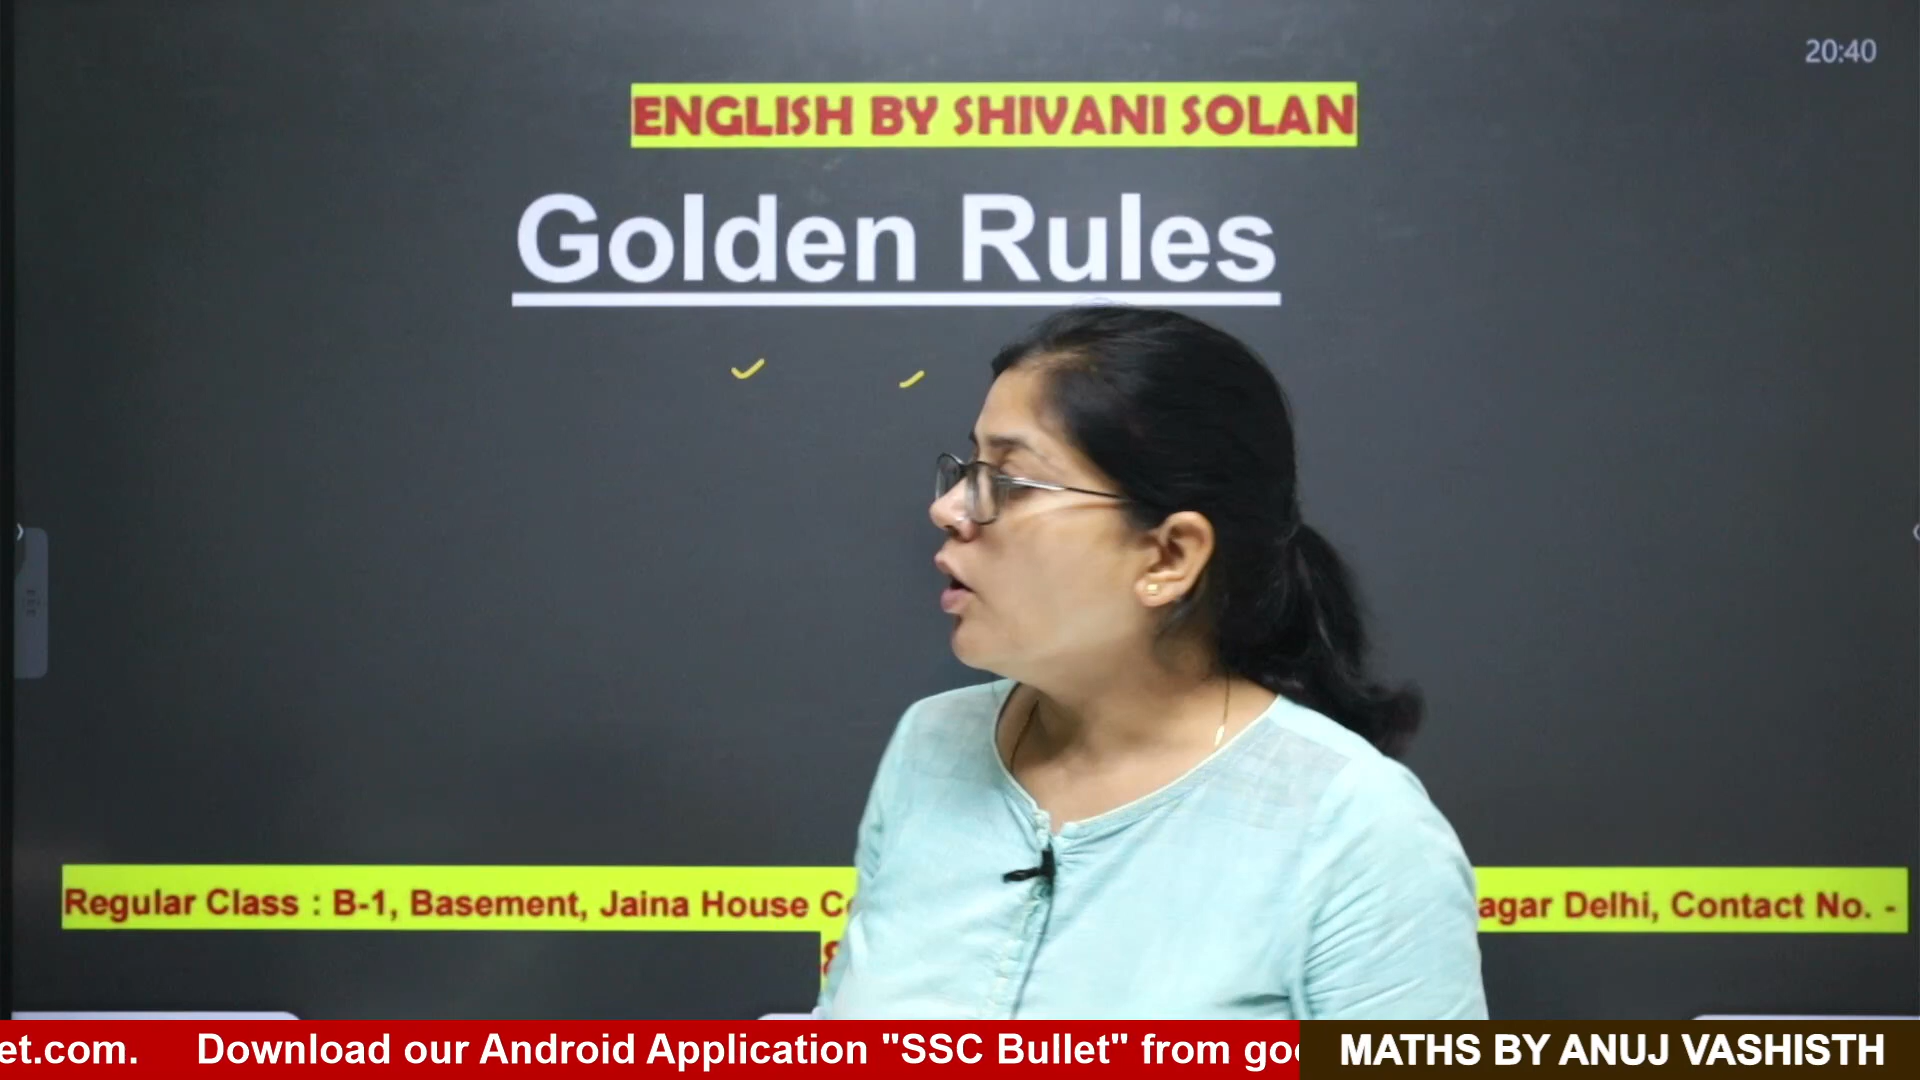 20:40
ENGLISH BY SHIVANI SOLAN
Golden Rules
Regular Class : B-1, Basement, Jaina House
agar Delhi, Contact No. -
et.com. Download our Android Application "SSC Bullet" from
MATHS BY ANUJ VASHISTH